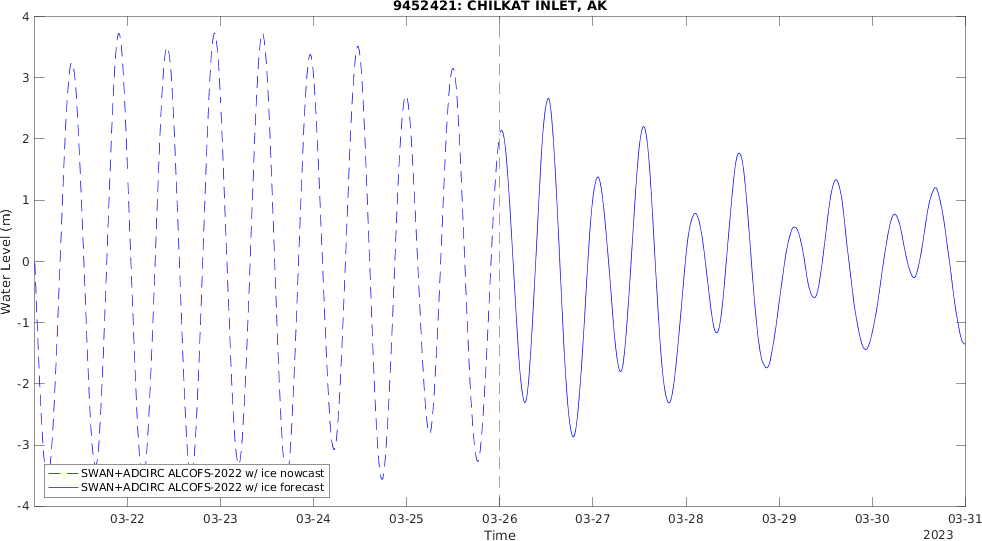 9452421: CHILKAT INLET, AK
4
3
2
1
0
-1
-2
-3
-4
Water Level (m)
SWAN+ADCIRC ALCOFS-2022 w/ ice nowcast
SWAN+ADCIRC ALCOFS-2022 w/ ice forecast
03-22 03-23 03-24 03-25 03-26 03-27 03-28 03-29 03-30 03-31
Time
2023